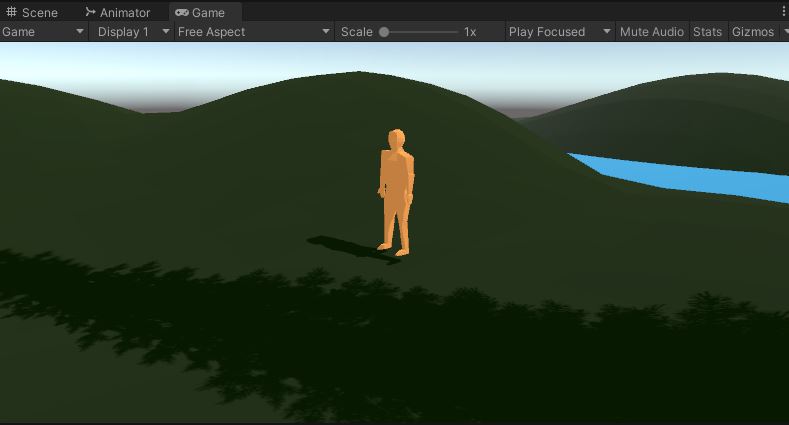 Scene Animator Game
Game Display 1 Free Aspect Scale 1x Play Focused Mute Audio Stats Gizmos